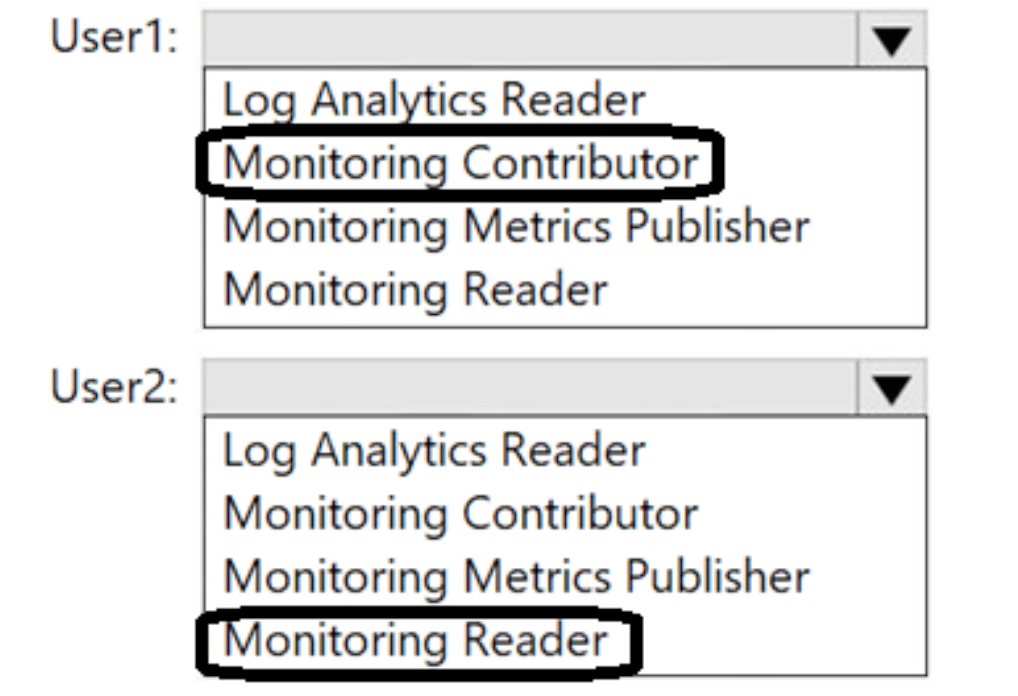 User1:
Log Analytics Reader
Monitoring Contributor
Monitoring Metrics Publisher
Monitoring Reader
User2:
Log Analytics Reader
Monitoring Contributor
Monitoring Metrics Publisher
Monitoring Reader